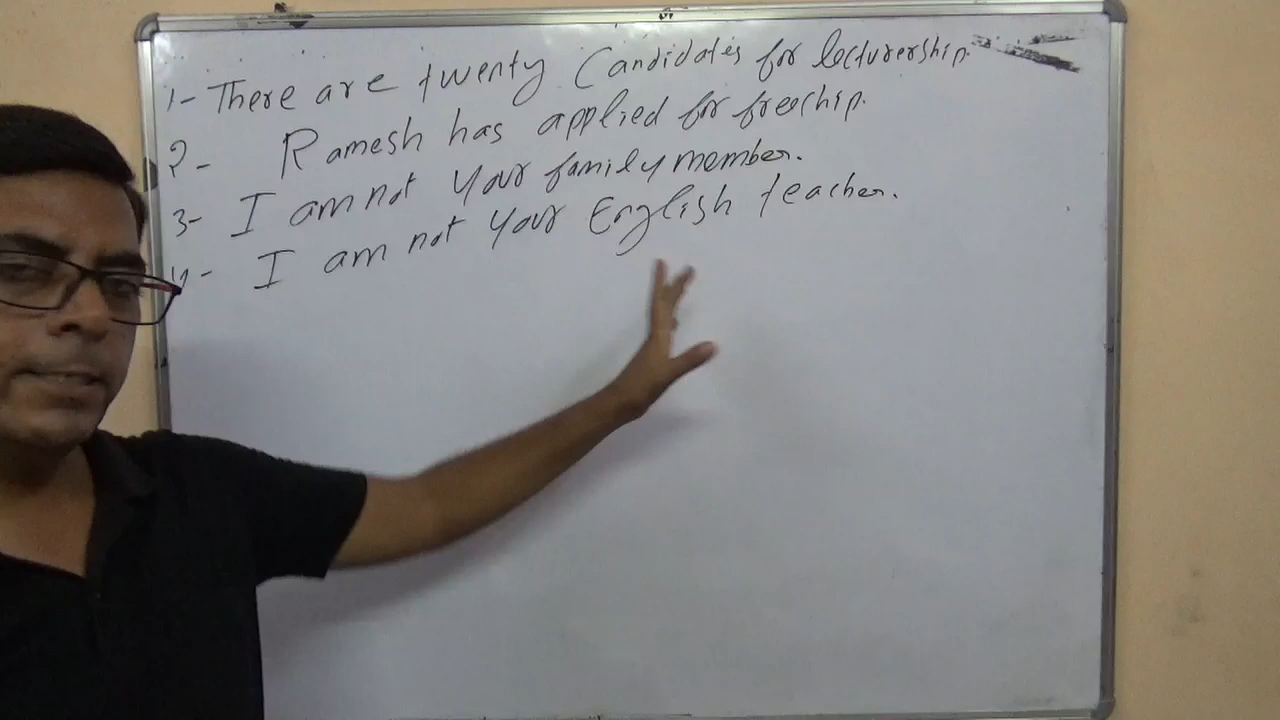 1- There are twenty Candidates for lecturership.
2- Ramesh has applied for freeship.
3- I am not your family member.
4- I am not your English teacher.